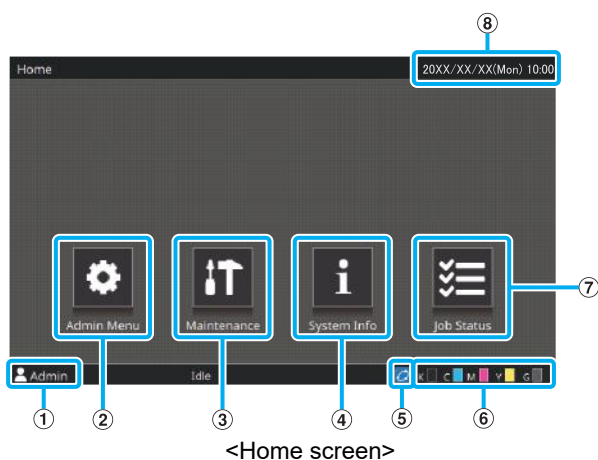 ⑧
Home 20XX/XX/XX(Mon) 10:00
⑦
Admin Menu Maintenance System Info Job Status
Admin Idle K C M Y G
① ② ③ ④ ⑤ ⑥
<Home screen>